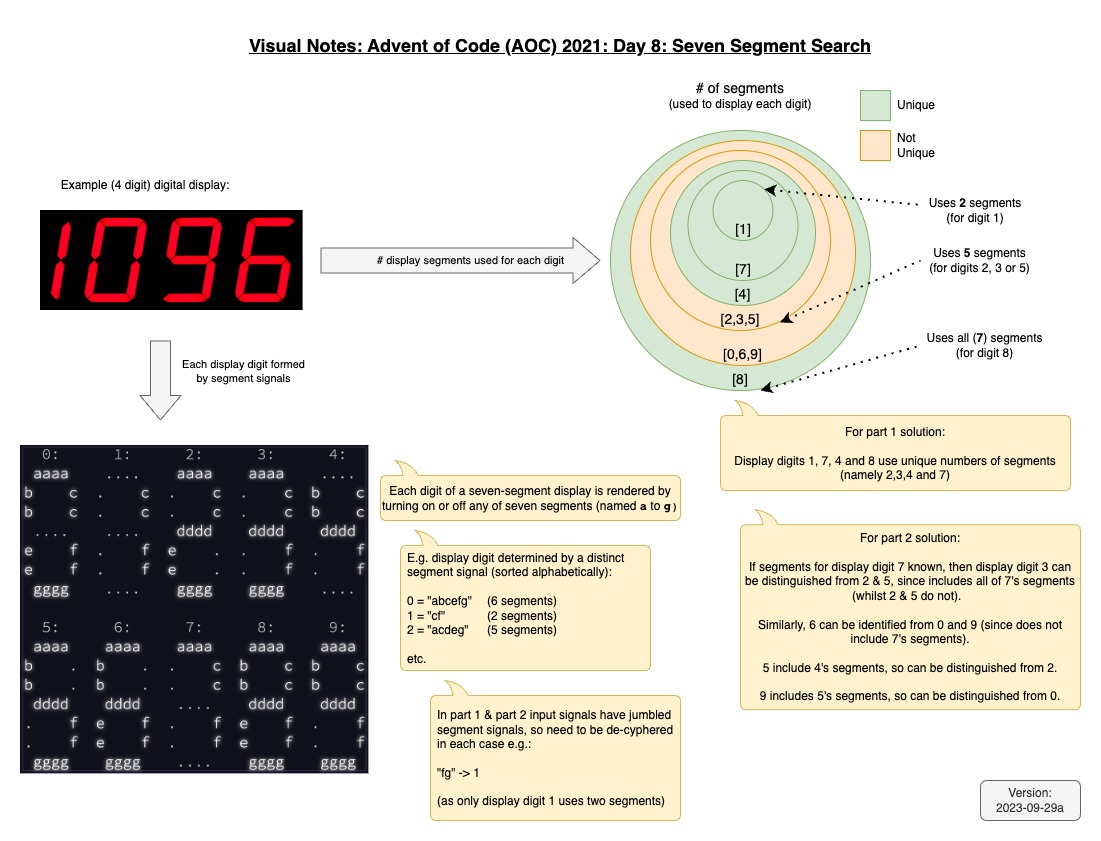 Visual Notes: Advent of Code (AOC) 2021: Day 8: Seven Segment Search
# of segments
(used to display each digit)
Unique
Not
Unique
Example (4 digit) digital display:
1096
# display segments used for each digit
[1]
[7]
[4]
[2,3,5]
[0,6,9]
[8]
Uses 2 segments
(for digit 1)
Uses 5 segments
(for digits 2, 3 or 5)
Uses all (7) segments
(for digit 8)
Each display digit formed
by segment signals
0: 1: 2: 3: 4:
aaaa .... aaaa aaaa ....
b c . c . c . c b c
b c . c . c . c b c
.... .... dddd dddd dddd
e f . f e . . f . f
e f . f e . . f . f
gggg .... gggg gggg ....
5: 6: 7: 8: 9:
aaaa aaaa aaaa aaaa aaaa
b . b . . c b c b c
b . b . . c b c b c
dddd dddd .... dddd dddd
. f e f . f e f . f
. f e f . f e f . f
gggg gggg .... gggg gggg
Each digit of a seven-segment display is rendered by
turning on or off any of seven segments (named a to g)
E.g. display digit determined by a distinct
segment signal (sorted alphabetically):
0 = "abcefg" (6 segments)
1 = "cf" (2 segments)
2 = "acdeg" (5 segments)
etc.
In part 1 & part 2 input signals have jumbled
segment signals, so need to be de-cyphered
in each case e.g.:
"fg" -> 1
(as only display digit 1 uses two segments)
For part 1 solution:
Display digits 1, 7, 4 and 8 use unique numbers of segments
(namely 2,3,4 and 7)
For part 2 solution:
If segments for display digit 7 known, then display digit 3 can
be distinguished from 2 & 5, since includes all of 7's segments
(whilst 2 & 5 do not).
Similarly, 6 can be identified from 0 and 9 (since does not
include 7's segments).
5 include 4's segments, so can be distinguished from 2.
9 includes 5's segments, so can be distinguished from 0.
Version:
2023-09-29a